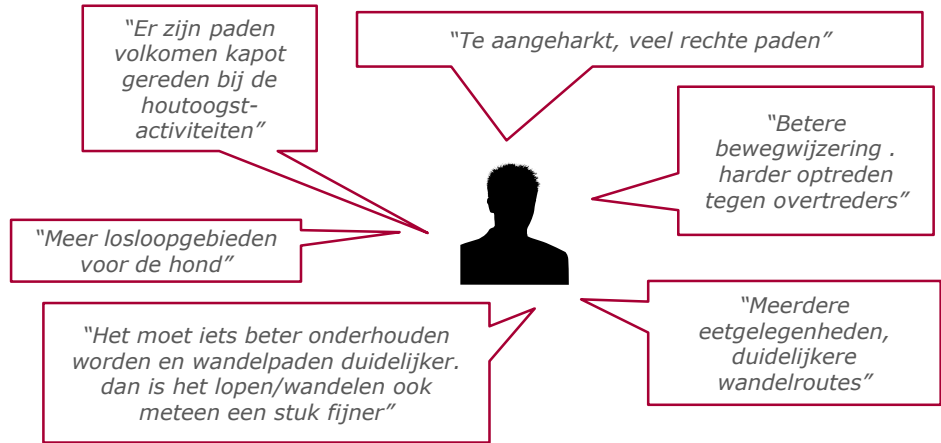 “Er zijn paden
volkomen kapot
gereden bij de
houtoogst-
activiteiten”
“Te aangeharkt, veel rechte paden”
“Betere
bewegwijzering .
harder optreden
tegen overtreders”
“Meer losloopgebieden
voor de hond”
“Het moet iets beter onderhouden
worden en wandelpaden duidelijker.
dan is het lopen/wandelen ook
meteen een stuk fijner”
“Meerdere
eetgelegenheden,
duidelijkere
wandelroutes”